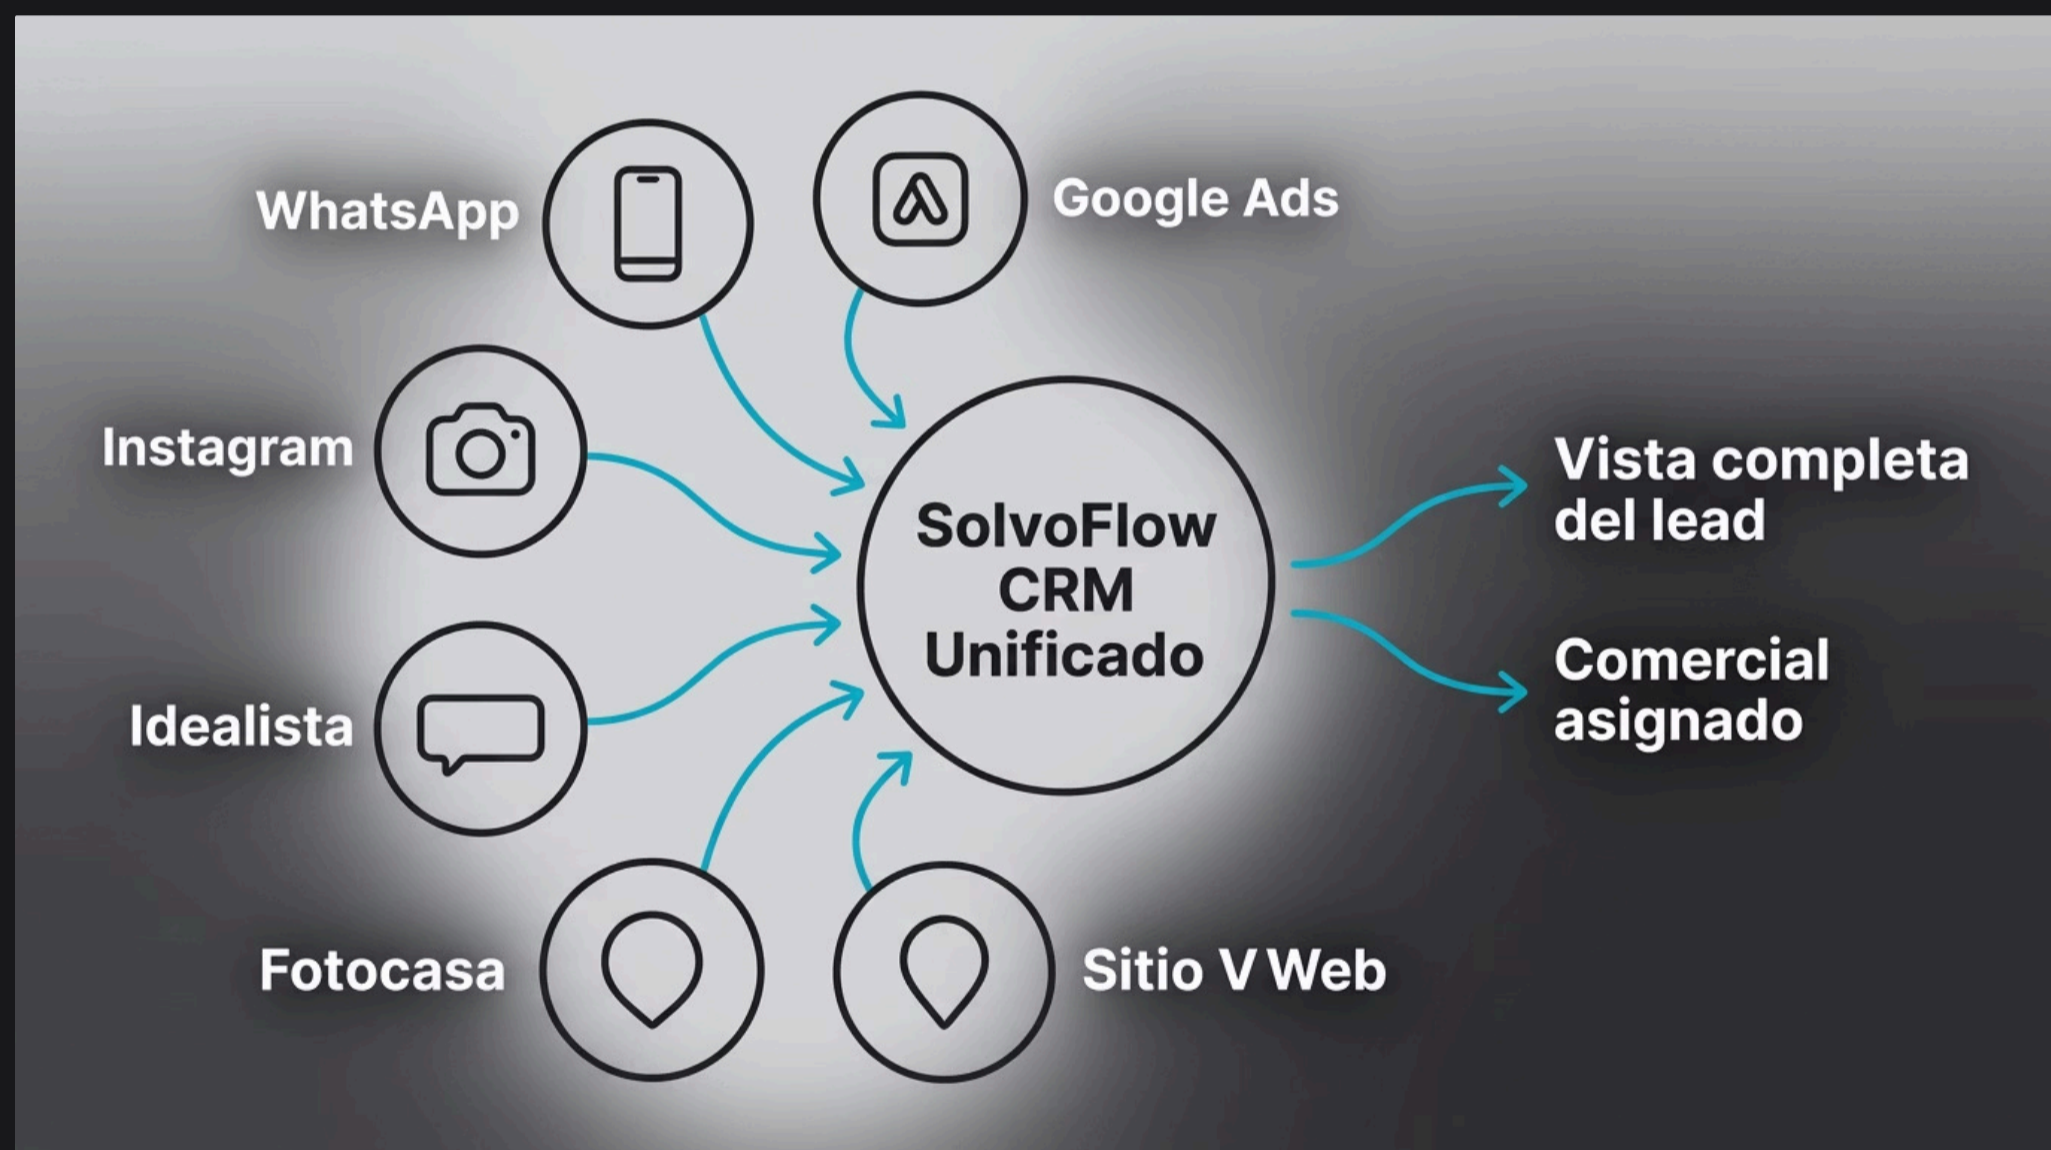 WhatsApp
Google Ads
Instagram
Idealista
Fotocasa
Sitio V Web
SolvoFlow
CRM
Unificado
Vista completa
del lead
Comercial
asignado